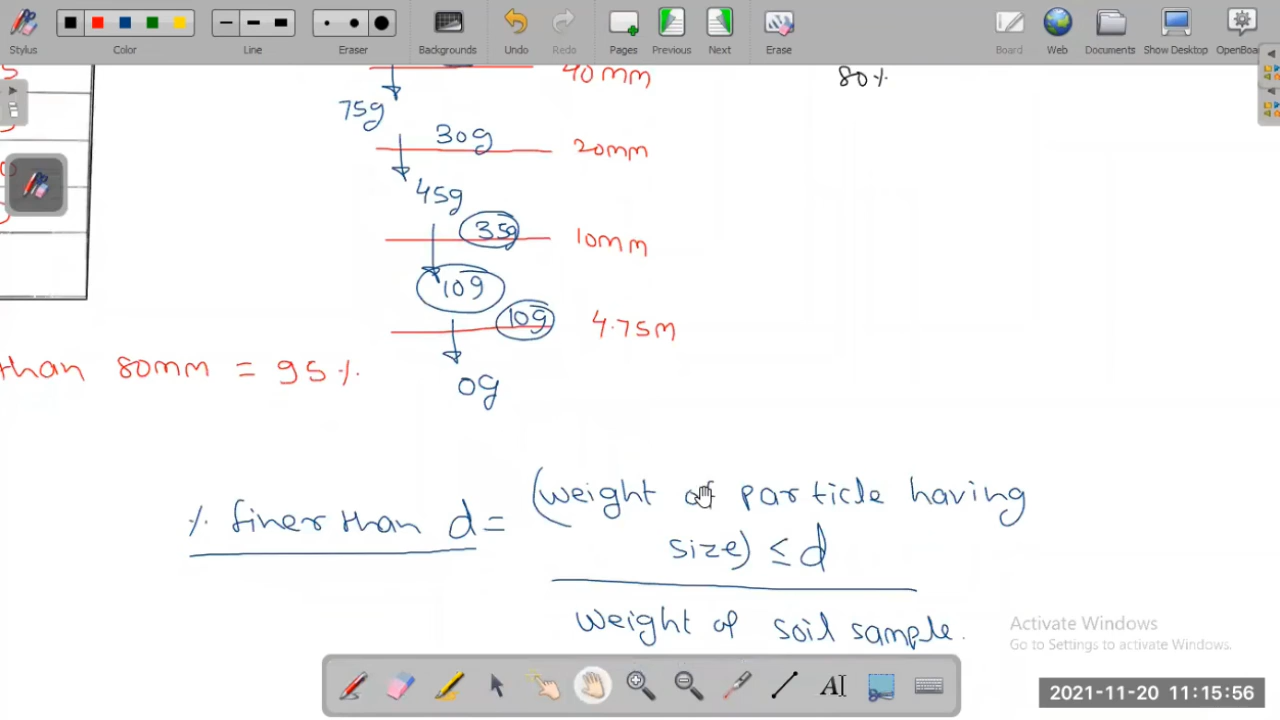 Stylus
Color
Line
Eraser
Backgrounds
Undo
Redo
Pages
Previous
Next
Erase
Board
Web
Documents
Show Desktop
OpenBoa
40mm
80%
75g
30g
20mm
45g
35g
10mm
10g
10g
4.75m
than 80mm = 95%
0g
% finer than d = (weight of particle having
size) ≤ d
weight of soil sample.
Activate Windows
Go to Settings to activate Windows.
2021-11-20 11:15:56